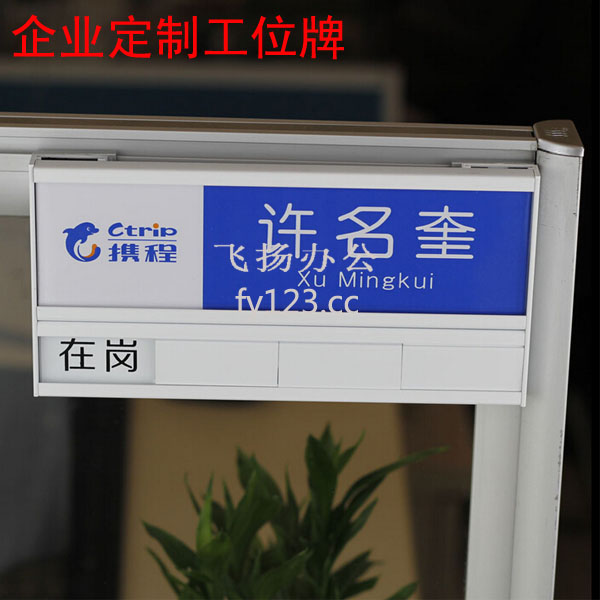 企业定制工位牌
Ctrip
携程
许名奎
Xu Mingkui
飞扬办公
fy123.cc
在岗